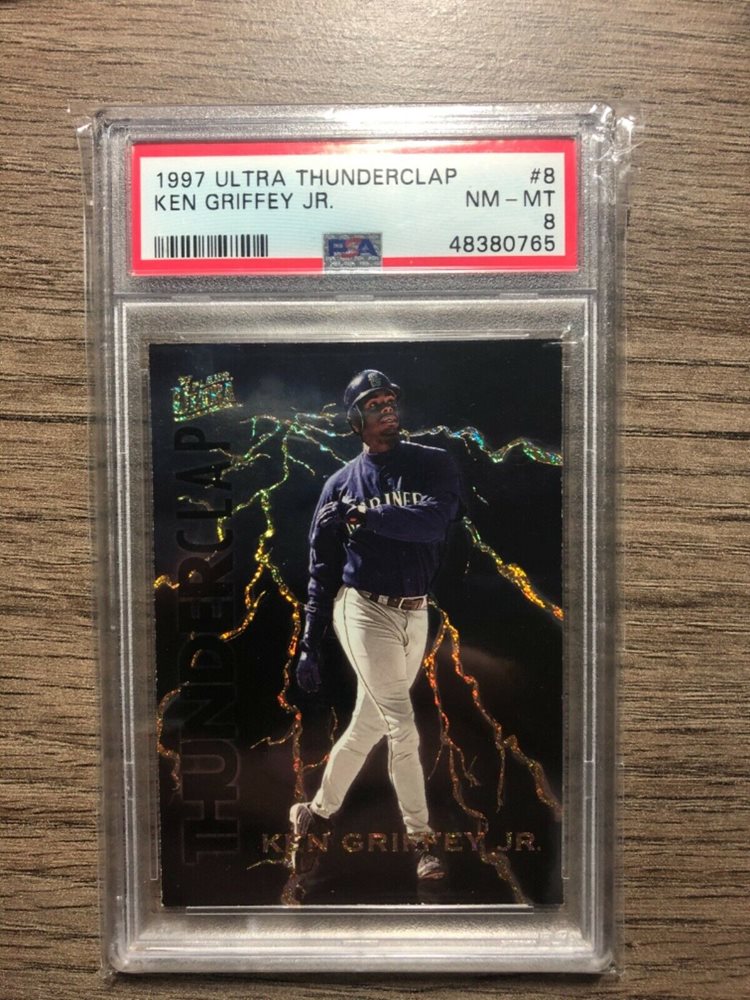 1997 ULTRA THUNDERCLAP #8
KEN GRIFFEY JR. NM - MT
8
PSA 48380765
ULTRA
THUNDERCLAP
KEN GRIFFEY JR.